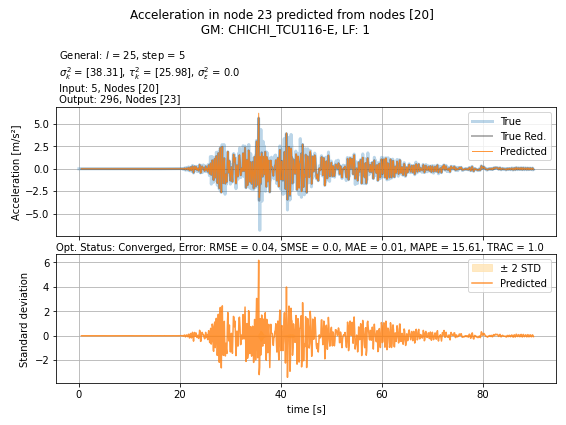 Acceleration in node 23 predicted from nodes [20]
GM: CHICHI_TCU116-E, LF: 1
General: l = 25, step = 5
σ²ₖ = [38.31], τ²ₖ = [25.98], σ²ε = 0.0
Input: 5, Nodes [20]
Output: 296, Nodes [23]
True
True Red.
Predicted
Acceleration [m/s²]
5.0
2.5
0.0
−2.5
−5.0
Opt. Status: Converged, Error: RMSE = 0.04, SMSE = 0.0, MAE = 0.01, MAPE = 15.61, TRAC = 1.0
± 2 STD
Predicted
Standard deviation
6
4
2
0
−2
0 20 40 60 80
time [s]